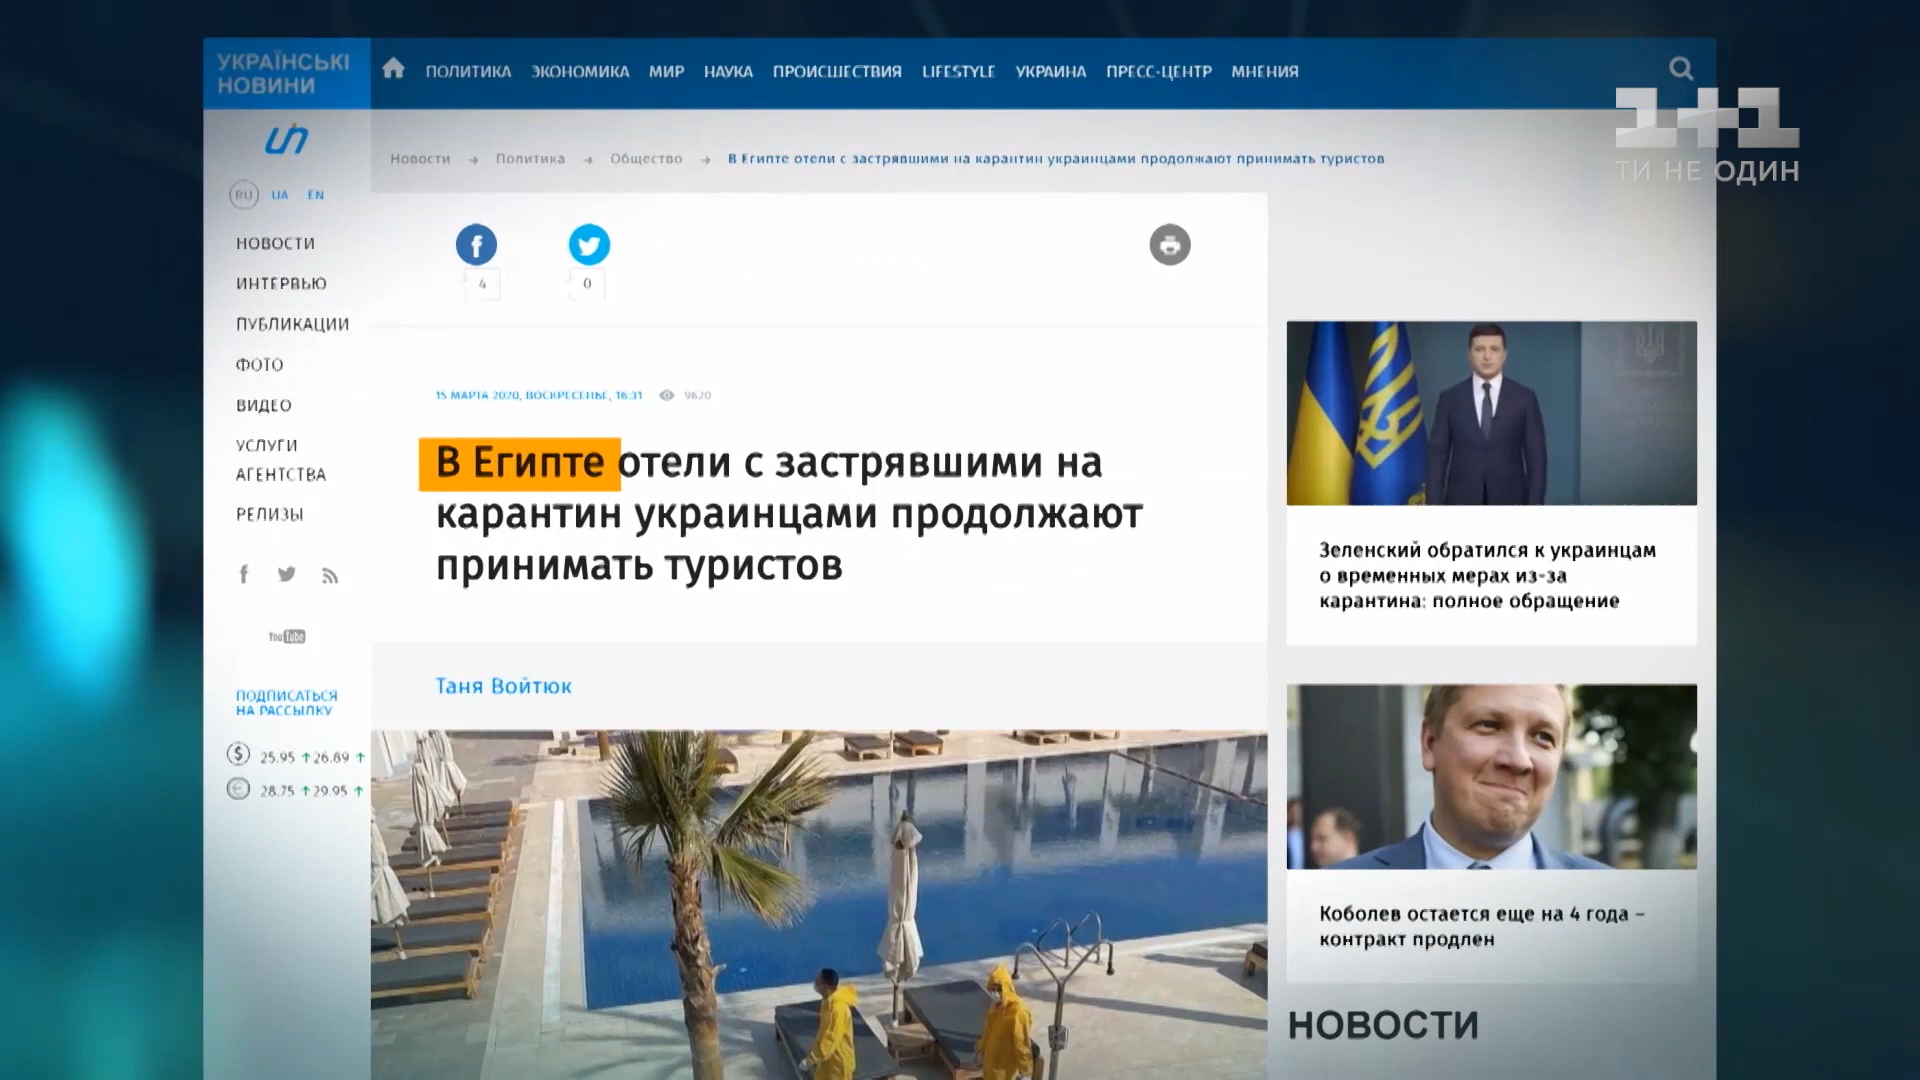 УКРАЇНСЬКІ
НОВИНИ
ПОЛИТИКА ЭКОНОМИКА МИР НАУКА ПРОИСШЕСТВИЯ LIFESTYLE УКРАИНА ПРЕСС-ЦЕНТР МНЕНИЯ
1+1
ТИ НЕ ОДИН
Новости → Политика → Общество → В Египте отели с застрявшими на карантин украинцами продолжают принимать туристов
RU UA EN
НОВОСТИ
ИНТЕРВЬЮ
ПУБЛИКАЦИИ
ФОТО
ВИДЕО
УСЛУГИ
АГЕНТСТВА
РЕЛИЗЫ
You Tube
ПОДПИСАТЬСЯ
НА РАССЫЛКУ
$ 25.95 ↑ 26.89 ↑
€ 28.75 ↑ 29.95 ↑
4
0
15 МАРТА 2020, ВОСКРЕСЕНЬЕ, 16:31 9620
В Египте отели с застрявшими на
карантин украинцами продолжают
принимать туристов
Таня Войтюк
Зеленский обратился к украинцам
о временных мерах из-за
карантина: полное обращение
Коболев остается еще на 4 года –
контракт продлен
НОВОСТИ